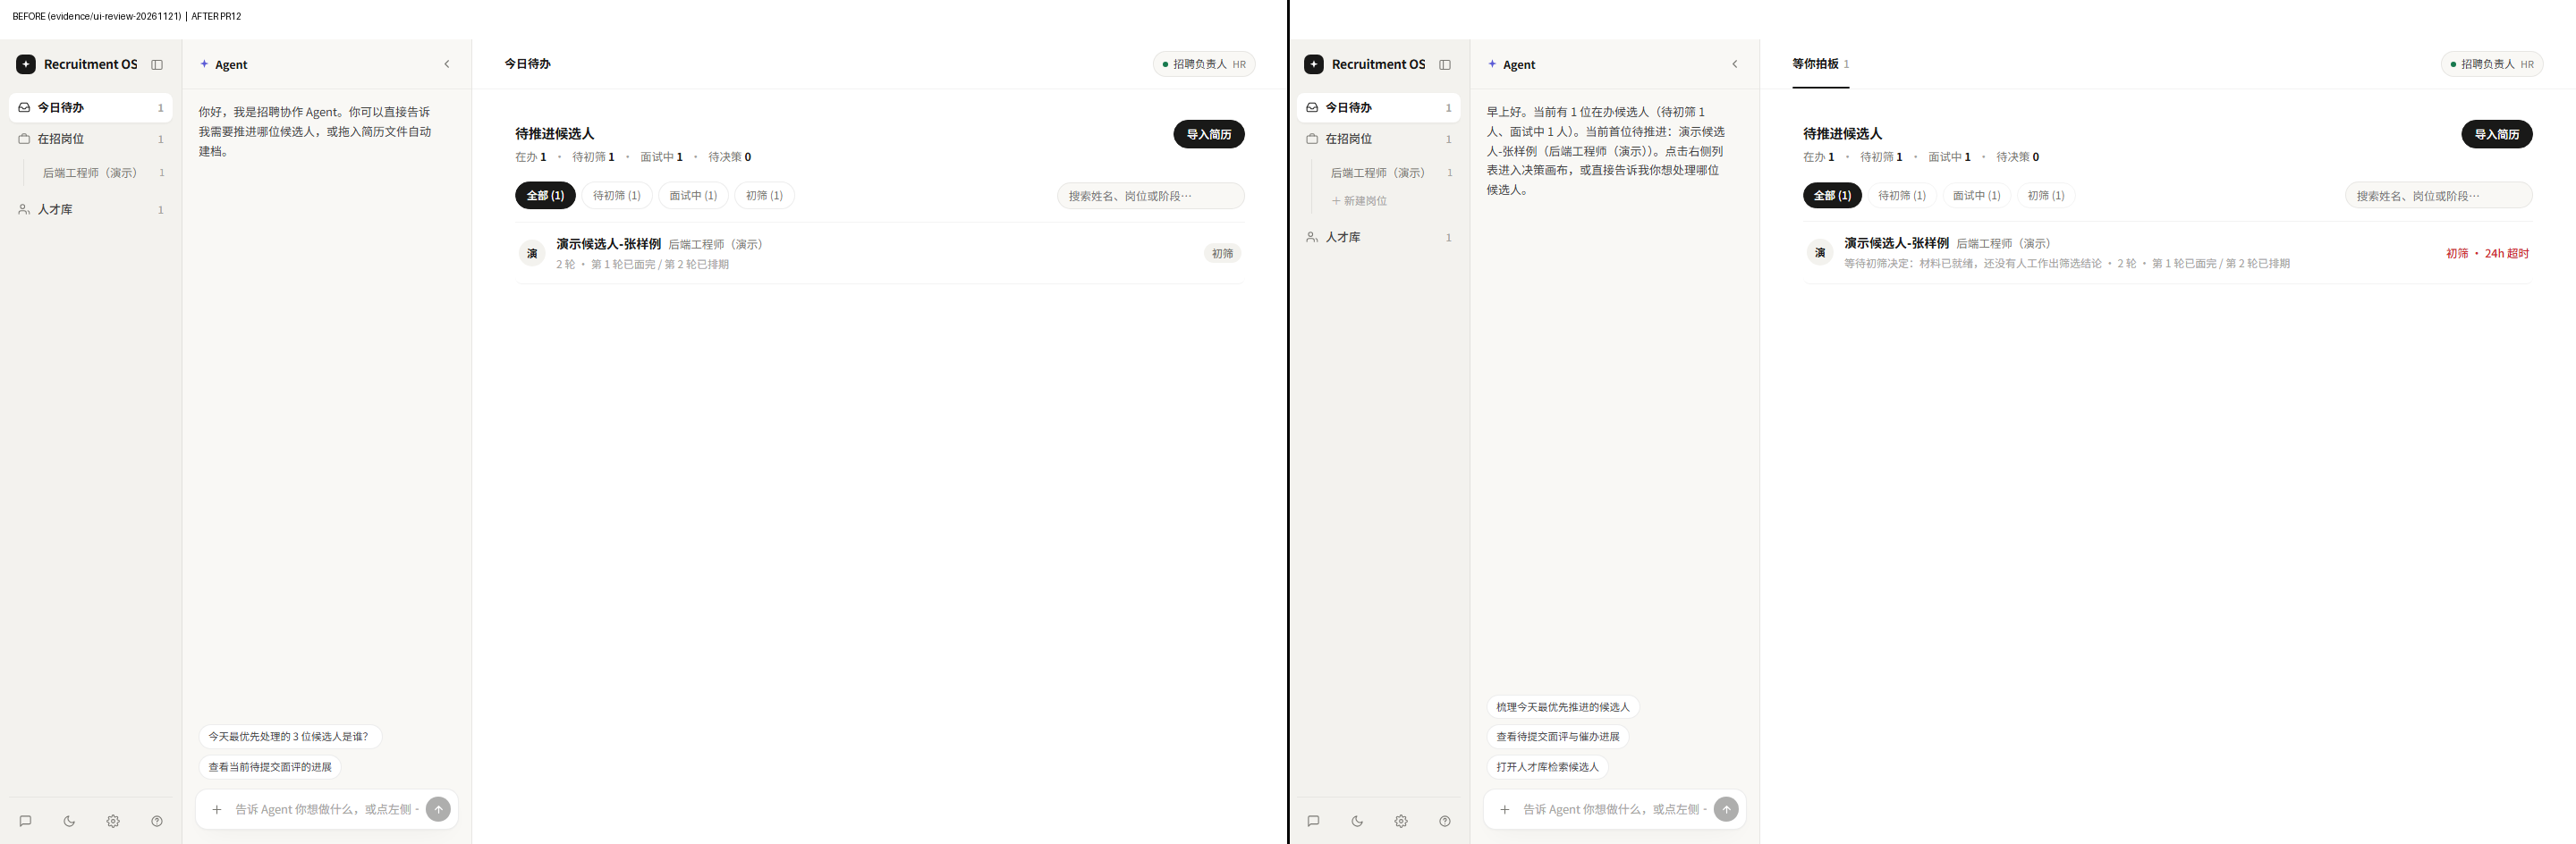 BEFORE (evidence/ui-review-20261121) | AFTER PR12
Recruitment OS
今日待办 1
在招岗位 1
后端工程师（演示） 1
人才库 1
Agent
你好，我是招聘协作 Agent。你可以直接告诉
我需要推进哪位候选人，或拖入简历文件自动
建档。
今天最优先处理的 3 位候选人是谁？
查看当前待提交面评的进展
告诉 Agent 你想做什么，或点左侧
今日待办
招聘负责人 HR
待推进候选人
导入简历
在办 1 · 待初筛 1 · 面试中 1 · 待决策 0
全部 (1) 待初筛 (1) 面试中 (1) 初筛 (1)
搜索姓名、岗位或阶段…
演 演示候选人-张样例 后端工程师（演示）
2 轮 · 第 1 轮已面完 / 第 2 轮已排期
初筛
Recruitment OS
今日待办 1
在招岗位 1
后端工程师（演示） 1
＋ 新建岗位
人才库 1
Agent
早上好。当前有 1 位在办候选人（待初筛 1
人、面试中 1 人）。当前首位待推进：演示候选
人-张样例（后端工程师（演示））。点击右侧列
表进入决策画布，或直接告诉我你想处理哪位
候选人。
梳理今天最优先推进的候选人
查看待提交面评与催办进展
打开人才库检索候选人
告诉 Agent 你想做什么，或点左侧
等你拍板 1
招聘负责人 HR
待推进候选人
导入简历
在办 1 · 待初筛 1 · 面试中 1 · 待决策 0
全部 (1) 待初筛 (1) 面试中 (1) 初筛 (1)
搜索姓名、岗位或阶段…
演 演示候选人-张样例 后端工程师（演示）
等待初筛决定：材料已就绪，还没有人工作出筛选结论 · 2 轮 · 第 1 轮已面完 / 第 2 轮已排期
初筛 · 24h 超时